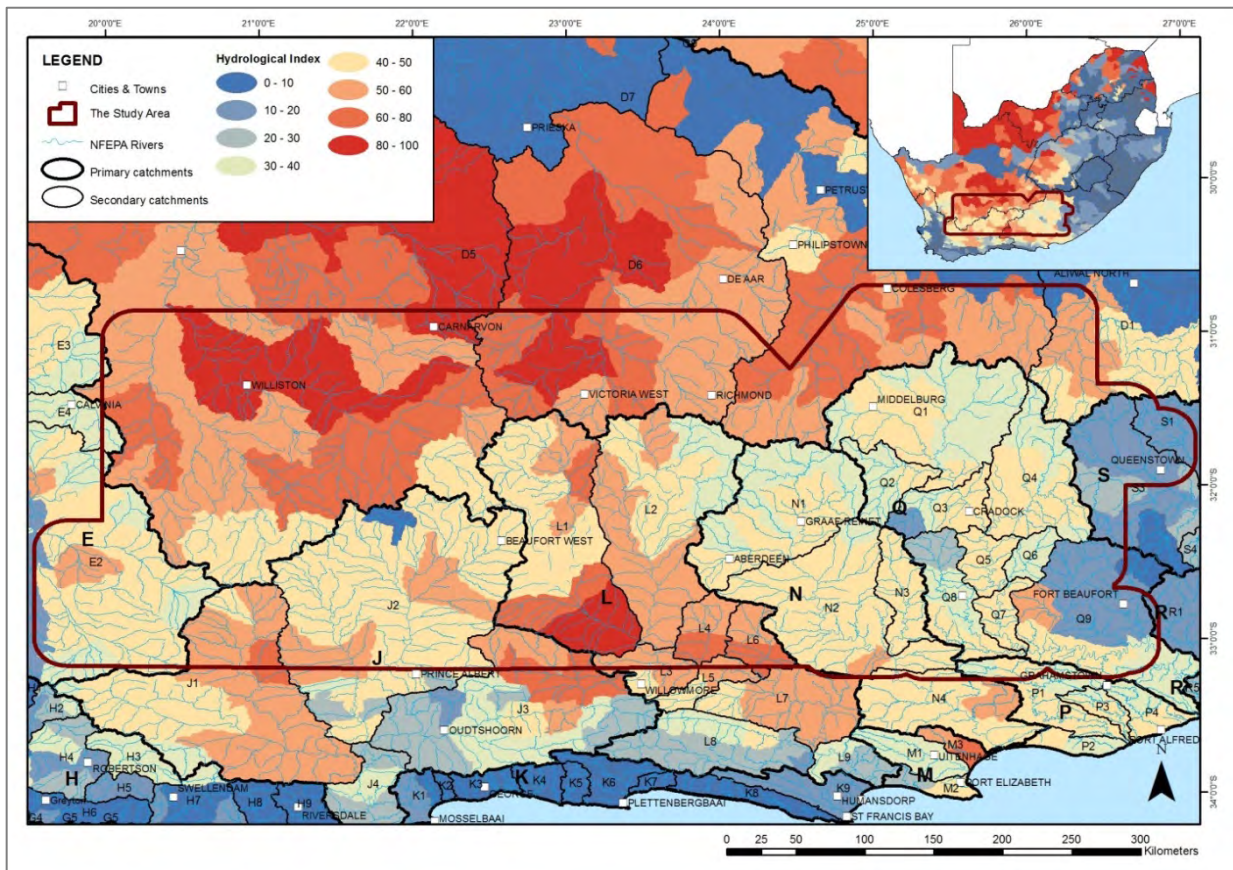 20°0'0"E 21°0'0"E 22°0'0"E 23°0'0"E 24°0'0"E 25°0'0"E 26°0'0"E 27°0'0"E
LEGEND
Cities & Towns
The Study Area
NFEPA Rivers
Primary catchments
Secondary catchments
Hydrological Index
0 - 10
10 - 20
20 - 30
30 - 40
40 - 50
50 - 60
60 - 80
80 - 100
D7
PRIESKA
PETRUST
PHILIPSTOWN
D5
D6
DE AAR
COLESBERG
ALIWAL NORTH
30°0'0"S
31°0'0"S
32°0'0"S
33°0'0"S
34°0'0"S
CARNARVON
D1
E3
WILLISTON
VICTORIA WEST
RICHMOND
E4
CALVINIA
MIDDELBURG
Q1
S1
QUEENSTOWN
S
S3
S4
Q2
Q
Q3
Q4
CRADOCK
N1
GRAAF REINET
L1
L2
BEAUFORT WEST
E
E2
ABERDEEN
Q5
Q6
J2
L
N
N2
N3
Q8
Q7
FORT BEAUFORT
Q9
R
R1
L4
L6
J
PRINCE ALBERT
L3
L5
WILLOWMORE
GRAHAMSTOWN
J1
L7
N4
P1
P
P3
P4
P2
R
R5
H2
J3
OUDTSHOORN
L8
PORT ALFRED
H4
H3
ROBERTSON
H
L9
M1
M3
UITENHAGE
M
M2
PORT ELIZABETH
N
J4
Greyton
H5
SWELLENDAM
H7
H8
H9
RIVERSDALE
K1
K2
K3
GEORGE
K
K4
K5
K6
K7
K8
K9
HUMANSDORP
PLETTENBERGBAAI
ST FRANCIS BAY
G4
G5
H6
G5
MOSSELBAAI
0 25 50 100 150 200 250 300
Kilometers